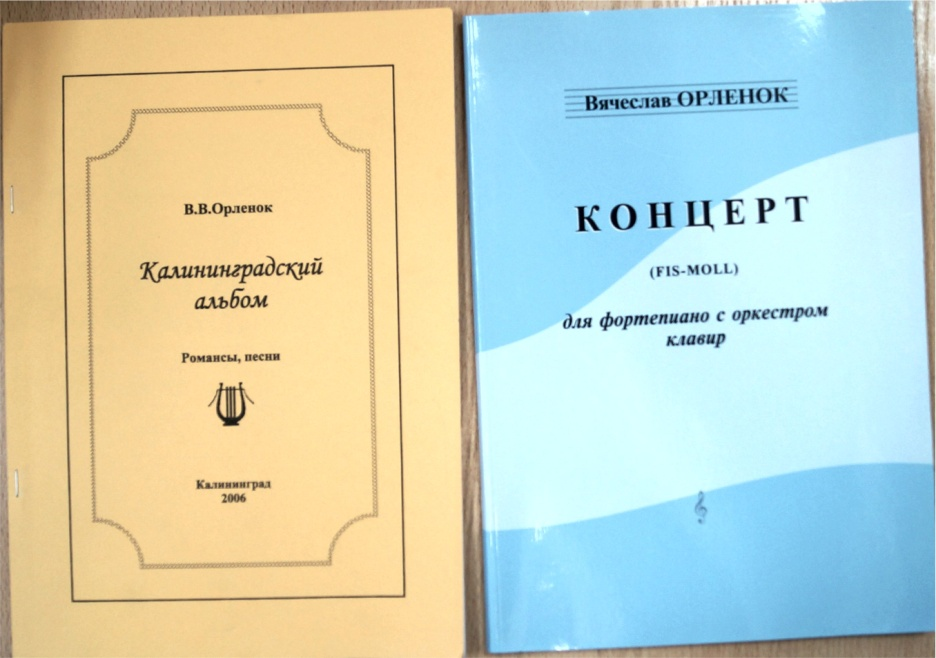 В.В.Орленок
Калининградский
альбом
Романсы, песни
Калининград
2006
Вячеслав ОРЛЕНОК
КОНЦЕРТ
(FIS-MOLL)
для фортепиано с оркестром
клавир